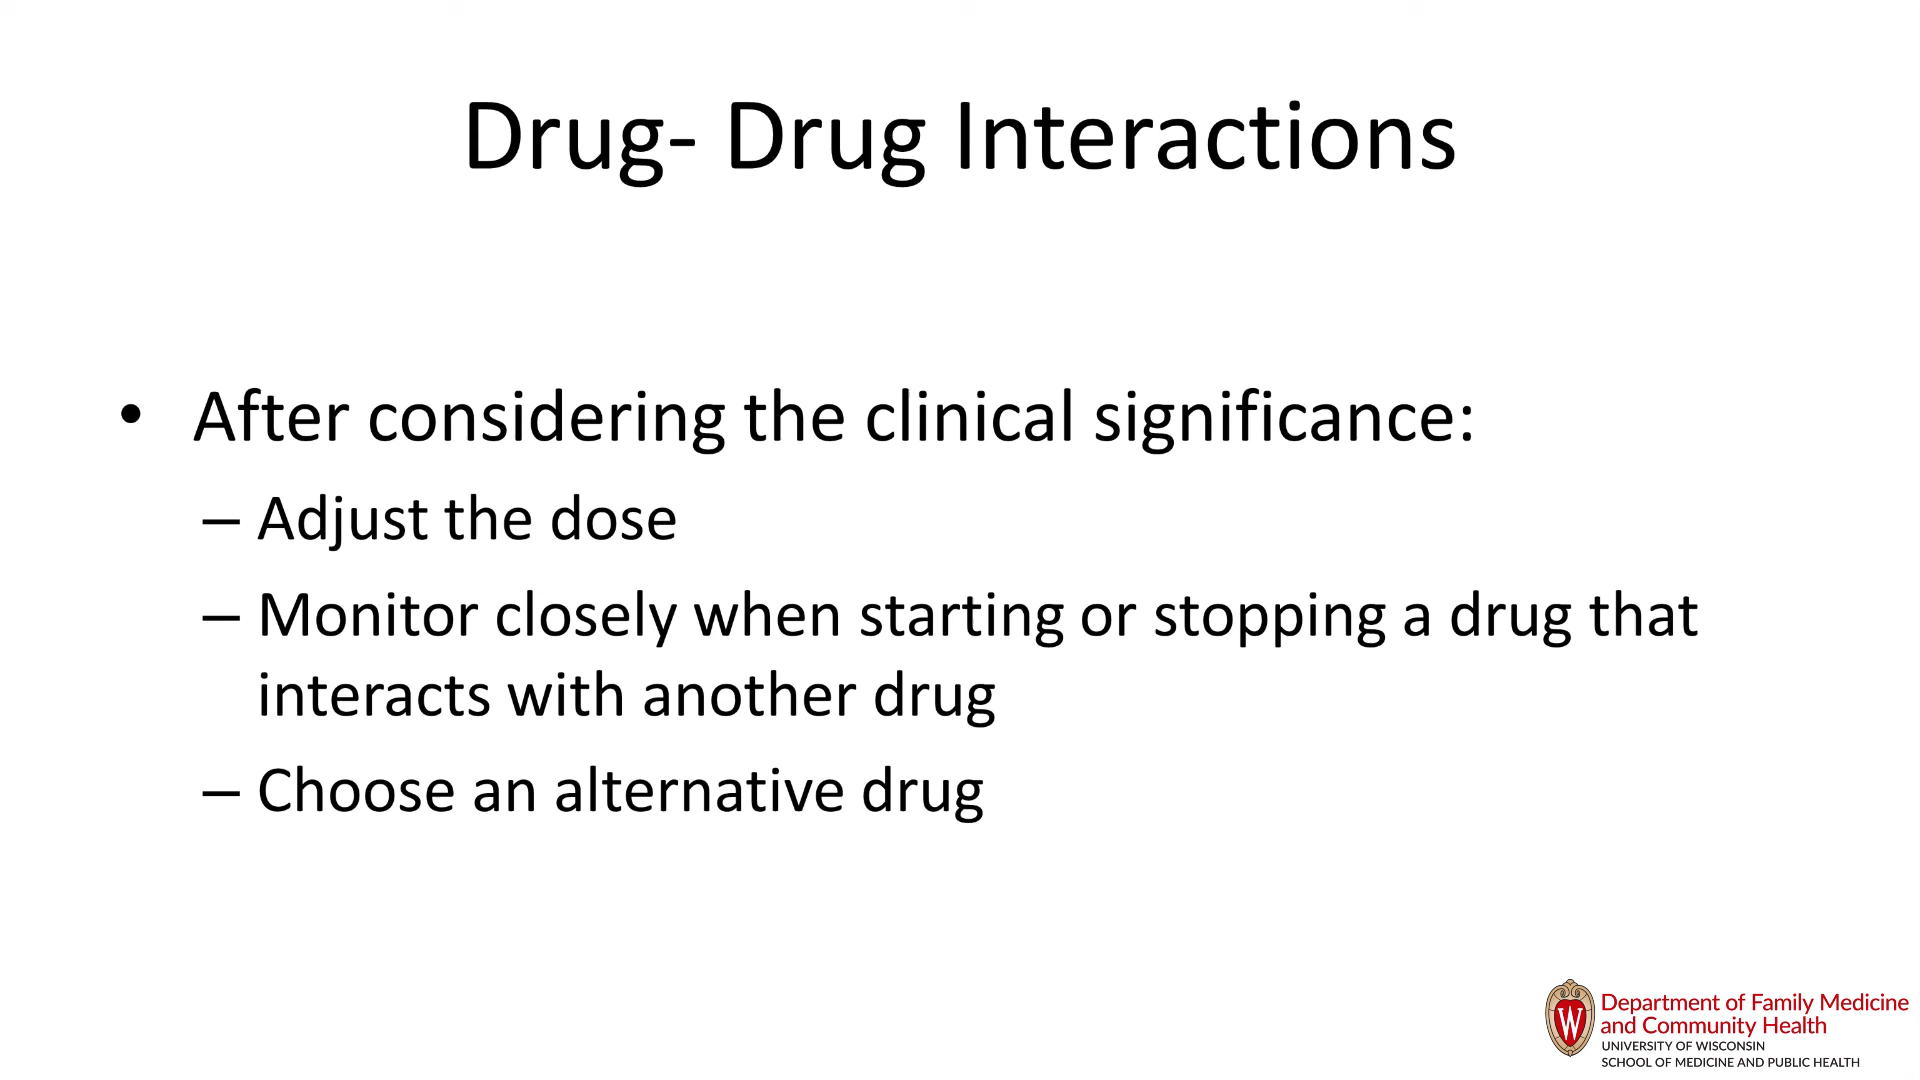 Drug- Drug Interactions
• After considering the clinical significance:
– Adjust the dose
– Monitor closely when starting or stopping a drug that
interacts with another drug
– Choose an alternative drug
W
Department of Family Medicine
and Community Health
UNIVERSITY OF WISCONSIN
SCHOOL OF MEDICINE AND PUBLIC HEALTH